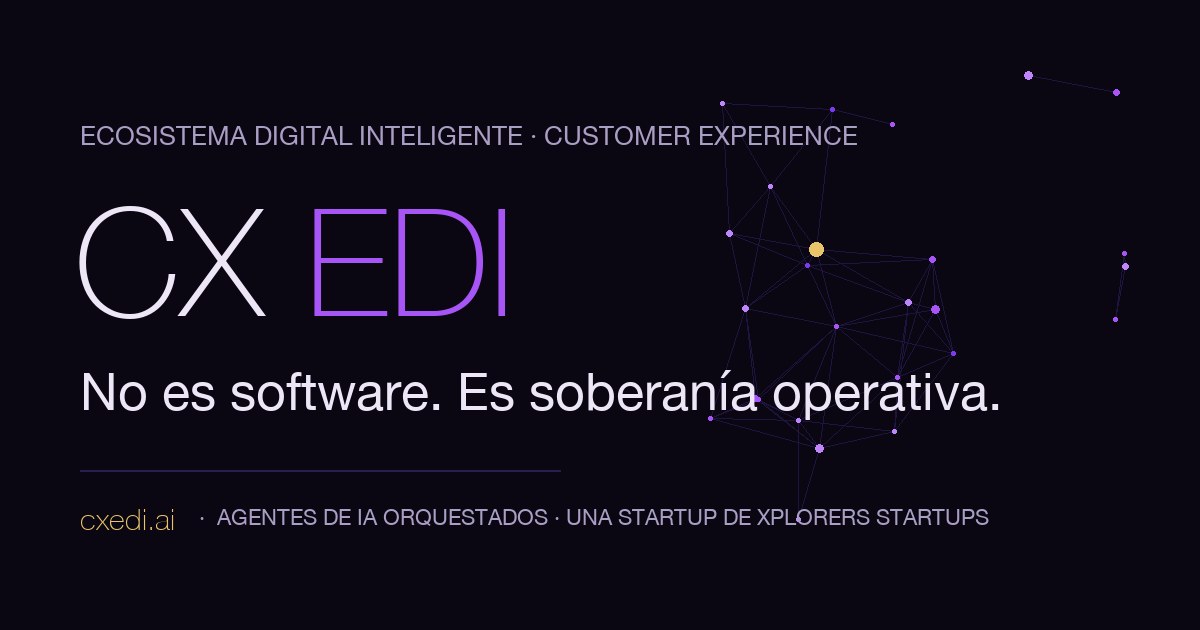 ECOSISTEMA DIGITAL INTELIGENTE · CUSTOMER EXPERIENCE
CX EDI
No es software. Es soberanía operativa.
cxedi.ai · AGENTES DE IA ORQUESTADOS · UNA STARTUP DE XPLORERS STARTUPS